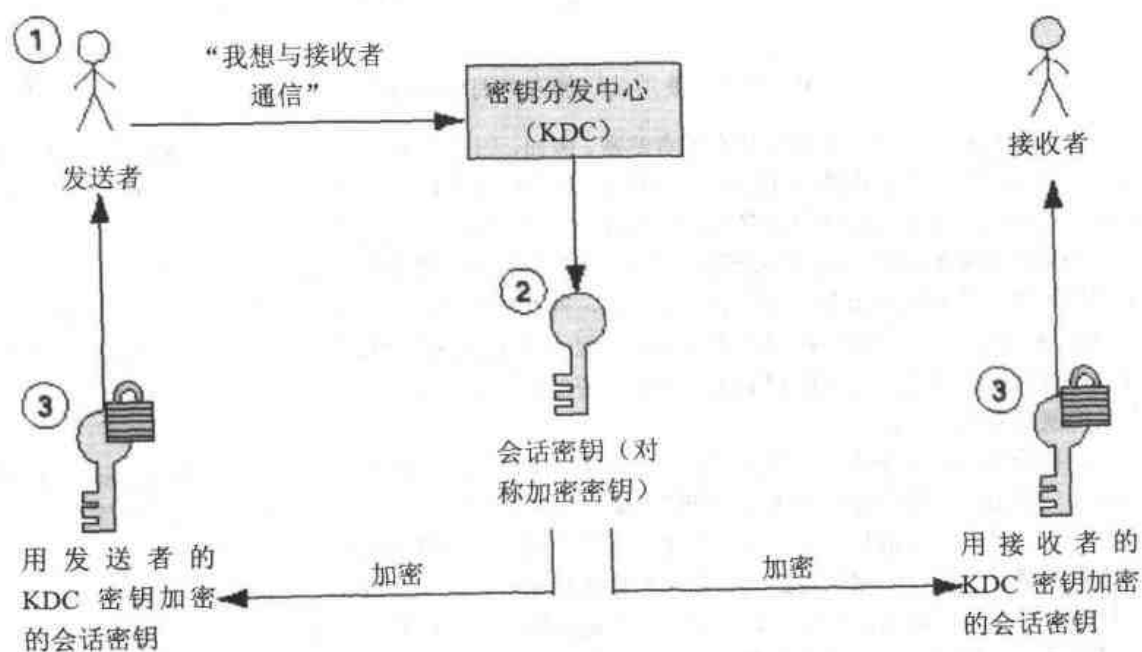 ①
“我想与接收者
通信”
密钥分发中心
（KDC）
发送者
接收者
②
③
③
会话密钥（对
称加密密钥）
用发送者的
KDC 密钥加密
的会话密钥
加密
加密
用接收者的
KDC 密钥加密
的会话密钥